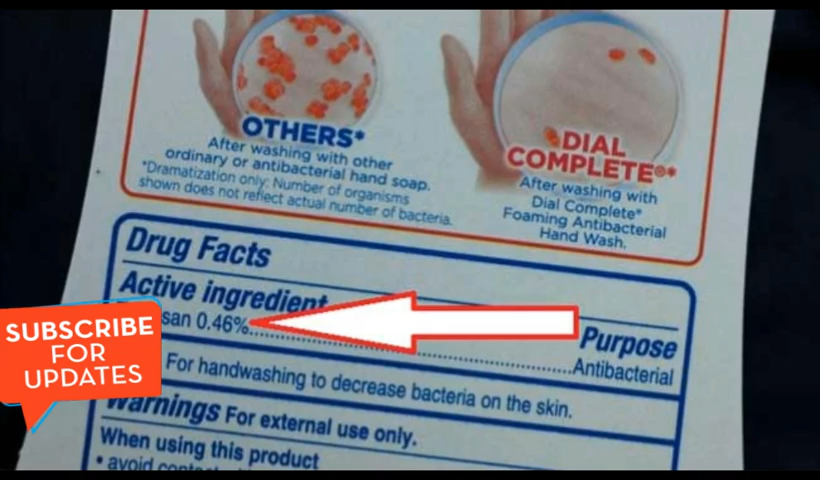 OTHERS*
After washing with other
ordinary or antibacterial hand soap.
*Dramatization only: Number of organisms
shown does not reflect actual number of bacteria.
DIAL
COMPLETE®*
After washing with
Dial Complete®
Foaming Antibacterial
Hand Wash.
Drug Facts
Active ingredient
san 0.46%
Purpose
Antibacterial
For handwashing to decrease bacteria on the skin.
Warnings For external use only.
When using this product
• avoid
SUBSCRIBE
FOR
UPDATES